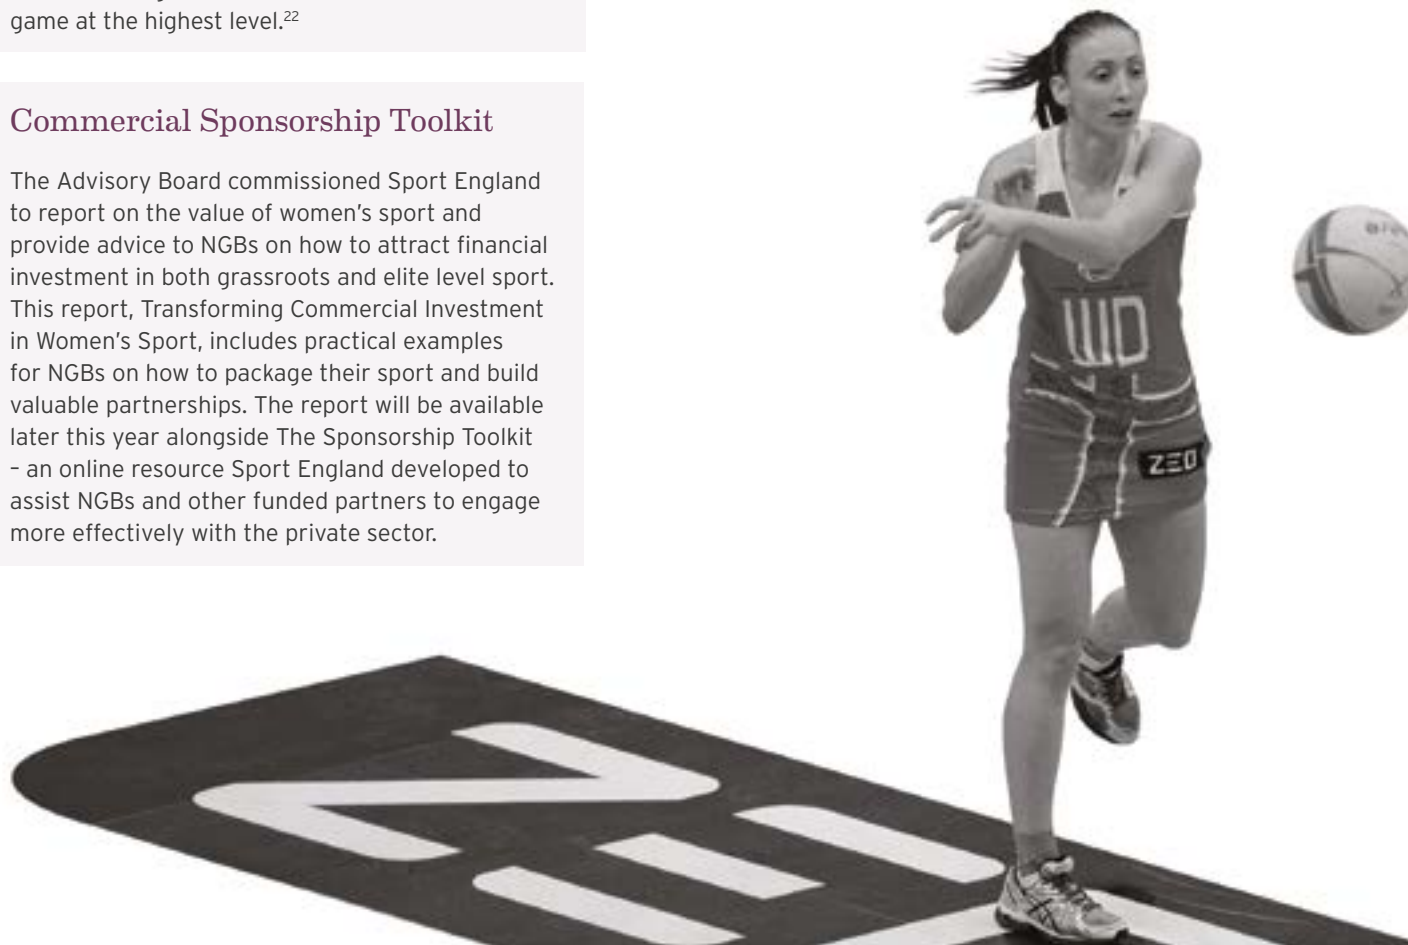 game at the highest level.22
Commercial Sponsorship Toolkit
The Advisory Board commissioned Sport England
to report on the value of women’s sport and
provide advice to NGBs on how to attract financial
investment in both grassroots and elite level sport.
This report, Transforming Commercial Investment
in Women’s Sport, includes practical examples
for NGBs on how to package their sport and build
valuable partnerships. The report will be available
later this year alongside The Sponsorship Toolkit
– an online resource Sport England developed to
assist NGBs and other funded partners to engage
more effectively with the private sector.
WD
ZEO